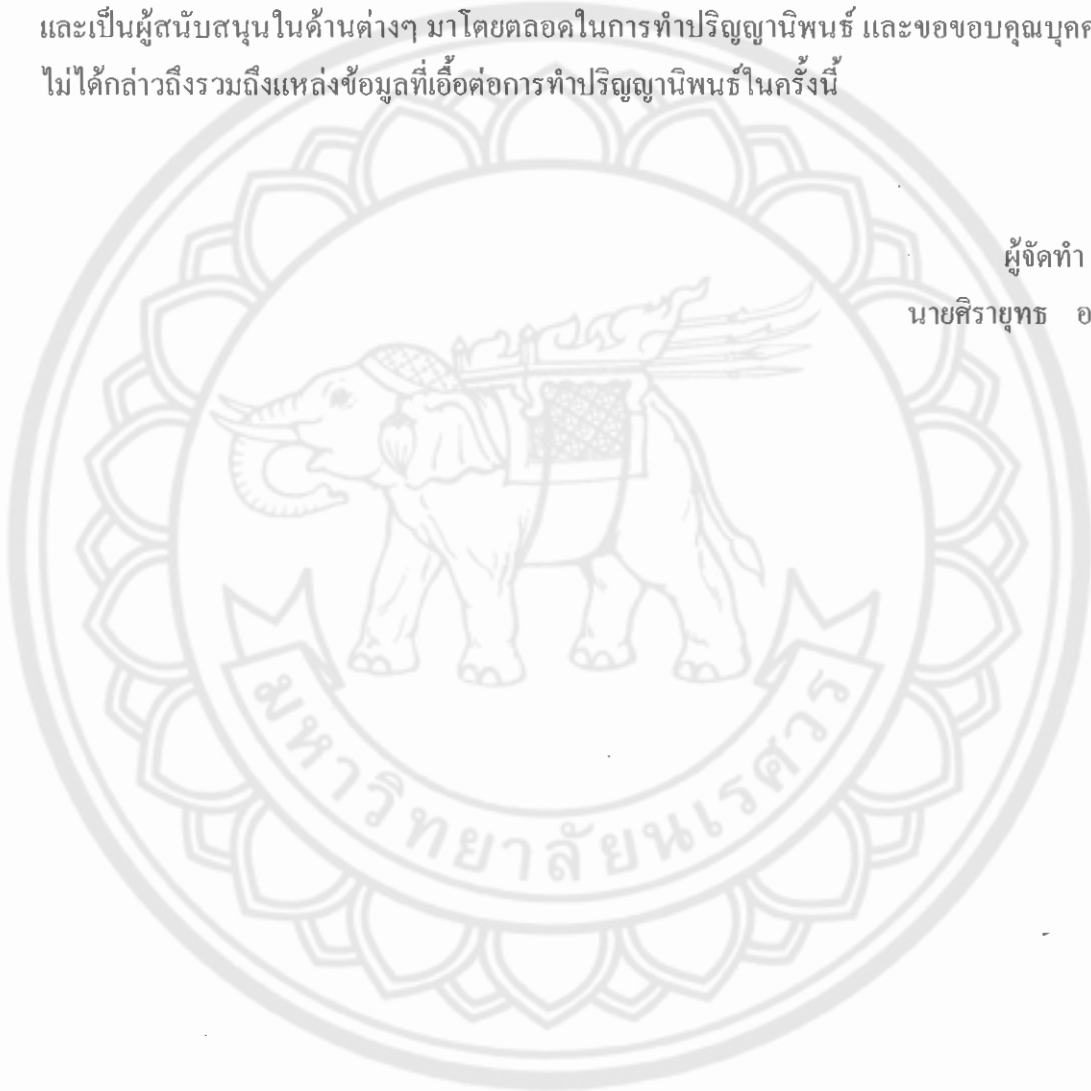 และเป็นผู้สนับสนุนในด้านต่างๆ มาโดยตลอดในการทำปริญญานิพนธ์ และขอขอบคุณ
ไม่ได้กล่าวถึงรวมถึงแหล่งข้อมูลที่เอื้อต่อการทำปริญญานิพนธ์ในครั้งนี้
ผู้จัดทำ
นายศิรายุทธ
มหาวิทยาลัยนเรศวร